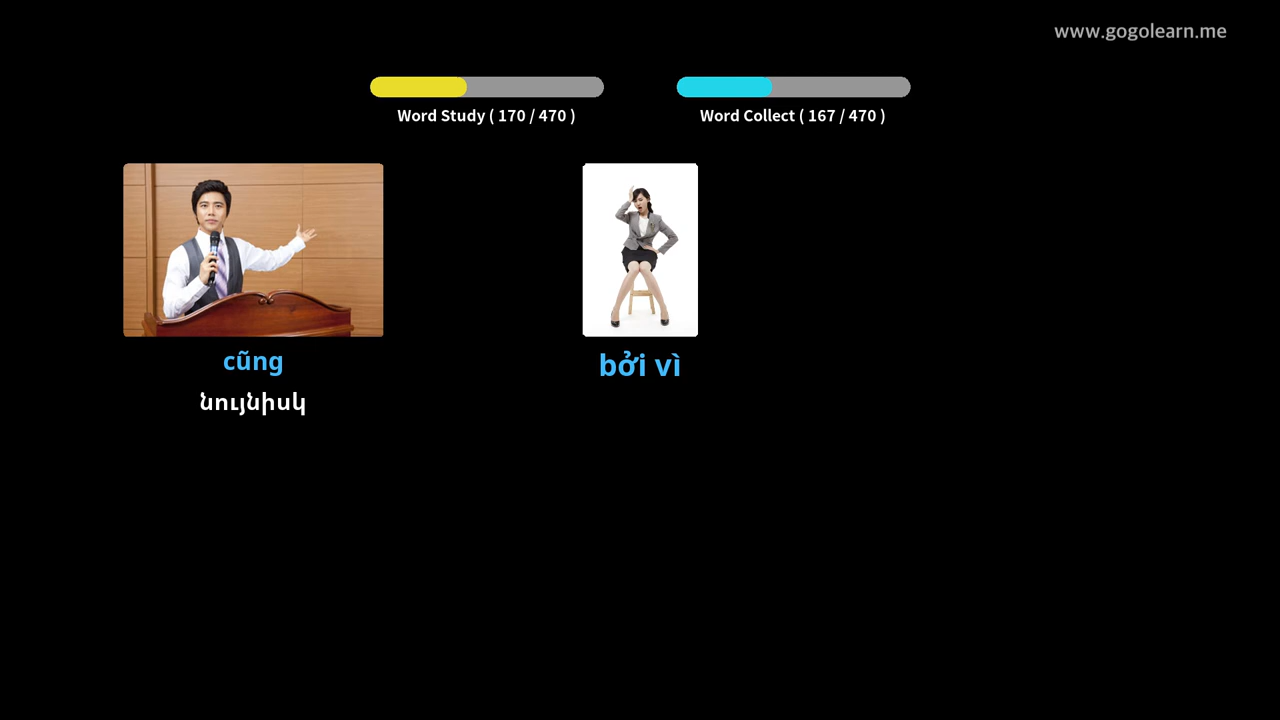 www.gogolearn.me
Word Study ( 170 / 470 )
Word Collect ( 167 / 470 )
cũng
նույնիսկ
bởi vì